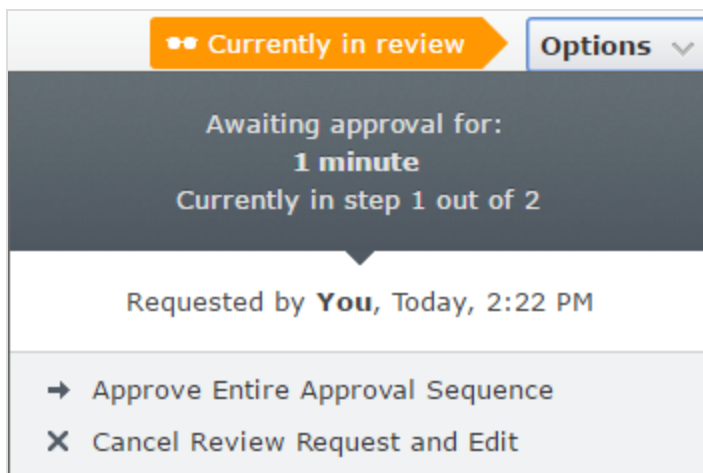 Currently in review
Options
Awaiting approval for:
1 minute
Currently in step 1 out of 2
Requested by You, Today, 2:22 PM
Approve Entire Approval Sequence
Cancel Review Request and Edit